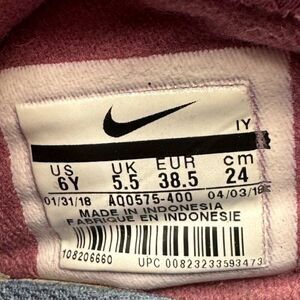 IY
US UK EUR cm
6Y 5.5 38.5 24
01/31/18 AQ0575-400 04/03/18
MADE IN INDONESIA
FABRIQUE EN INDONESIE
108206660
UPC 00823233593473